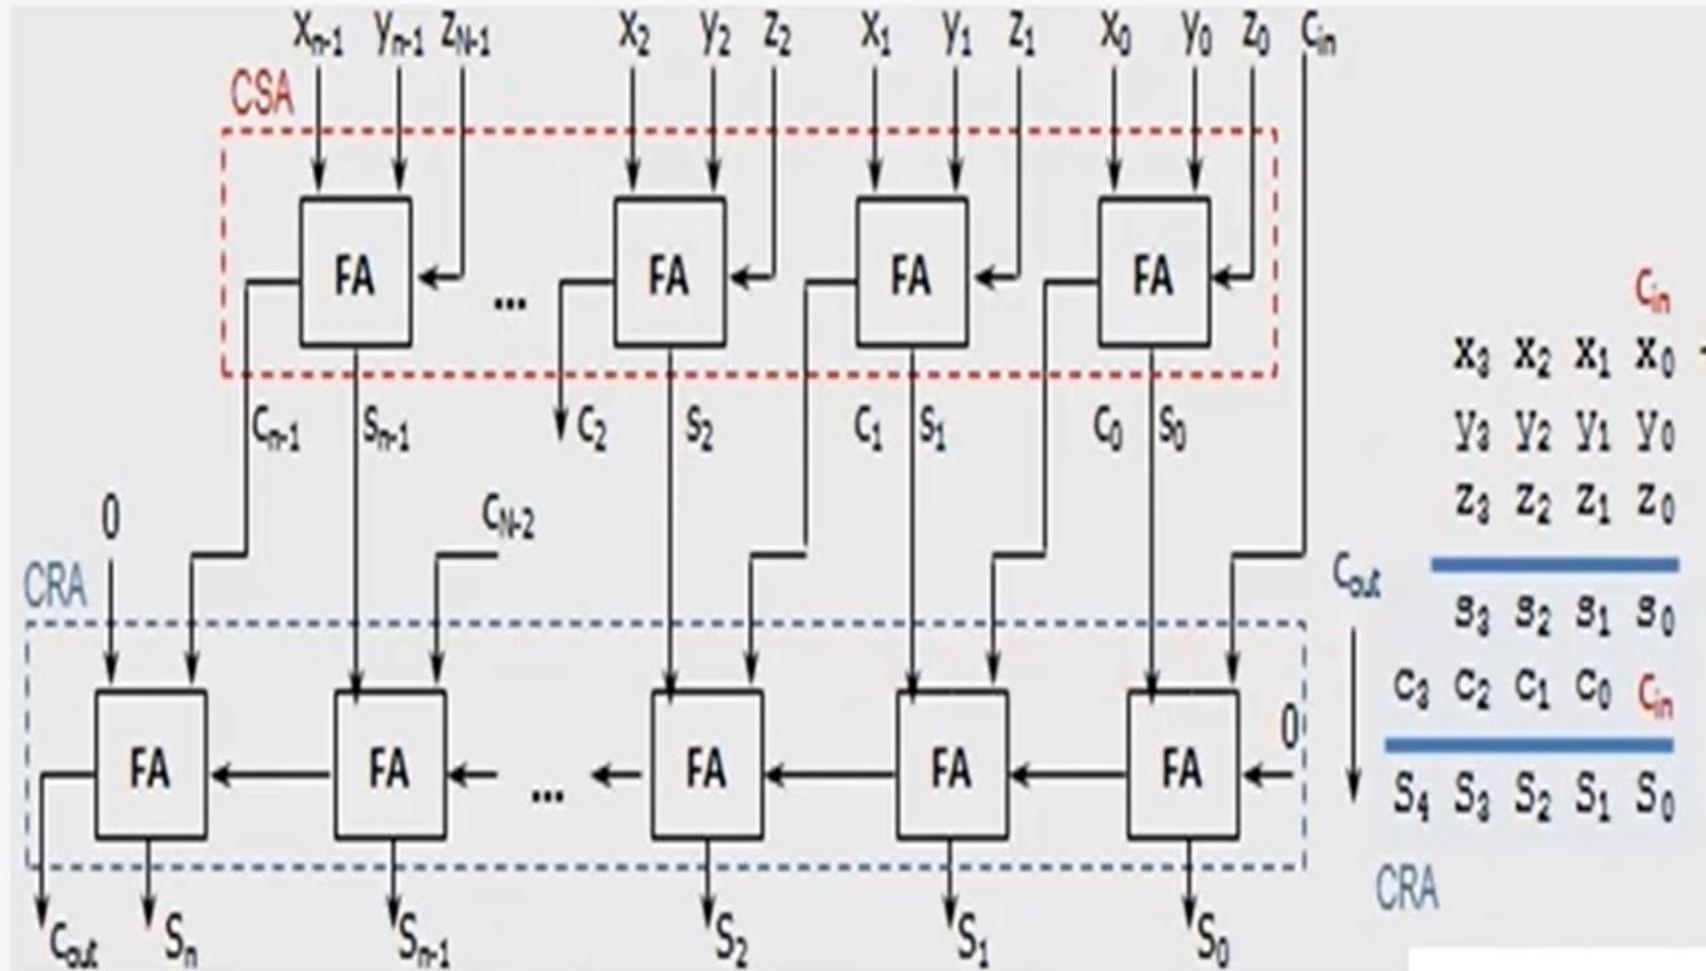 xₙ₋₁ yₙ₋₁ z_N-1 x₂ y₂ z₂ x₁ y₁ z₁ x₀ y₀ z₀ Cᵢₙ
CSA
FA ... FA FA FA
Cₙ₋₁ Sₙ₋₁ C₂ S₂ C₁ S₁ C₀ S₀
0 C_N-2
CRA
0
FA FA ... FA FA FA
Cout Sₙ Sₙ₋₁ S₂ S₁ S₀
Cᵢₙ
x₃ x₂ x₁ x₀
y₃ y₂ y₁ y₀
z₃ z₂ z₁ z₀
Cout
s₃ s₂ s₁ s₀
C₃ C₂ C₁ C₀ Cᵢₙ
S₄ S₃ S₂ S₁ S₀
CRA